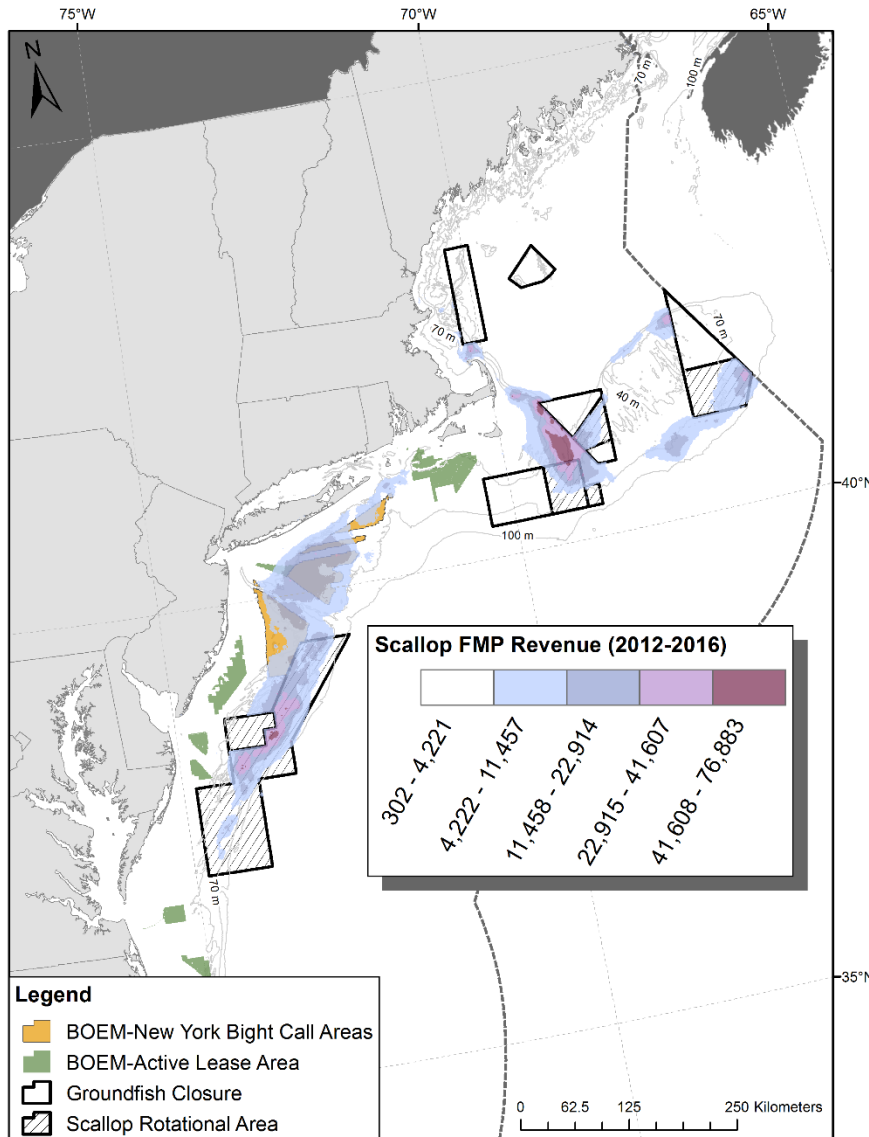 75°W
70°W
65°W
N
70 m
100 m
70 m
70 m
40 m
40°N
100 m
Scallop FMP Revenue (2012-2016)
302 - 4,221
4,222 - 11,457
11,458 - 22,914
22,915 - 41,607
41,608 - 76,883
70 m
35°N
Legend
BOEM-New York Bight Call Areas
BOEM-Active Lease Area
Groundfish Closure
Scallop Rotational Area
0 62.5 125 250 Kilometers